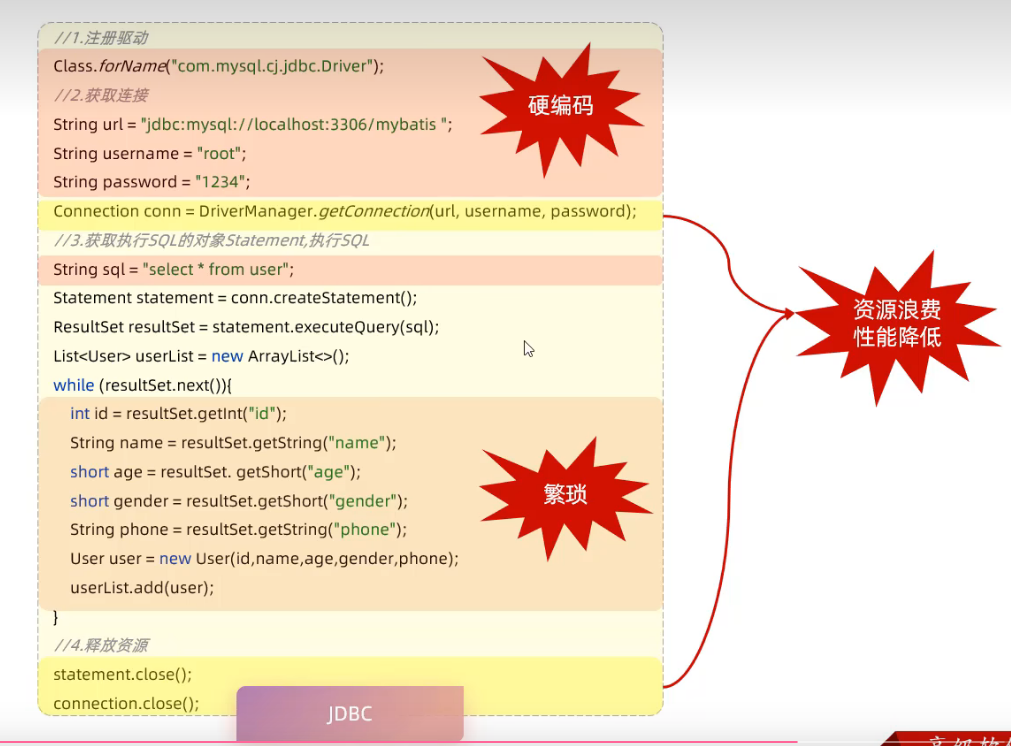 //1.注册驱动
Class.forName("com.mysql.cj.jdbc.Driver");
//2.获取连接
String url = "jdbc:mysql://localhost:3306/mybatis ";
String username = "root";
String password = "1234";
Connection conn = DriverManager.getConnection(url, username, password);
//3.获取执行SQL的对象Statement,执行SQL
String sql = "select * from user";
Statement statement = conn.createStatement();
ResultSet resultSet = statement.executeQuery(sql);
List<User> userList = new ArrayList<>();
while (resultSet.next()){
int id = resultSet.getInt("id");
String name = resultSet.getString("name");
short age = resultSet. getShort("age");
short gender = resultSet.getShort("gender");
String phone = resultSet.getString("phone");
User user = new User(id,name,age,gender,phone);
userList.add(user);
}
//4.释放资源
statement.close();
connection.close();
硬编码
资源浪费
性能降低
繁琐
JDBC